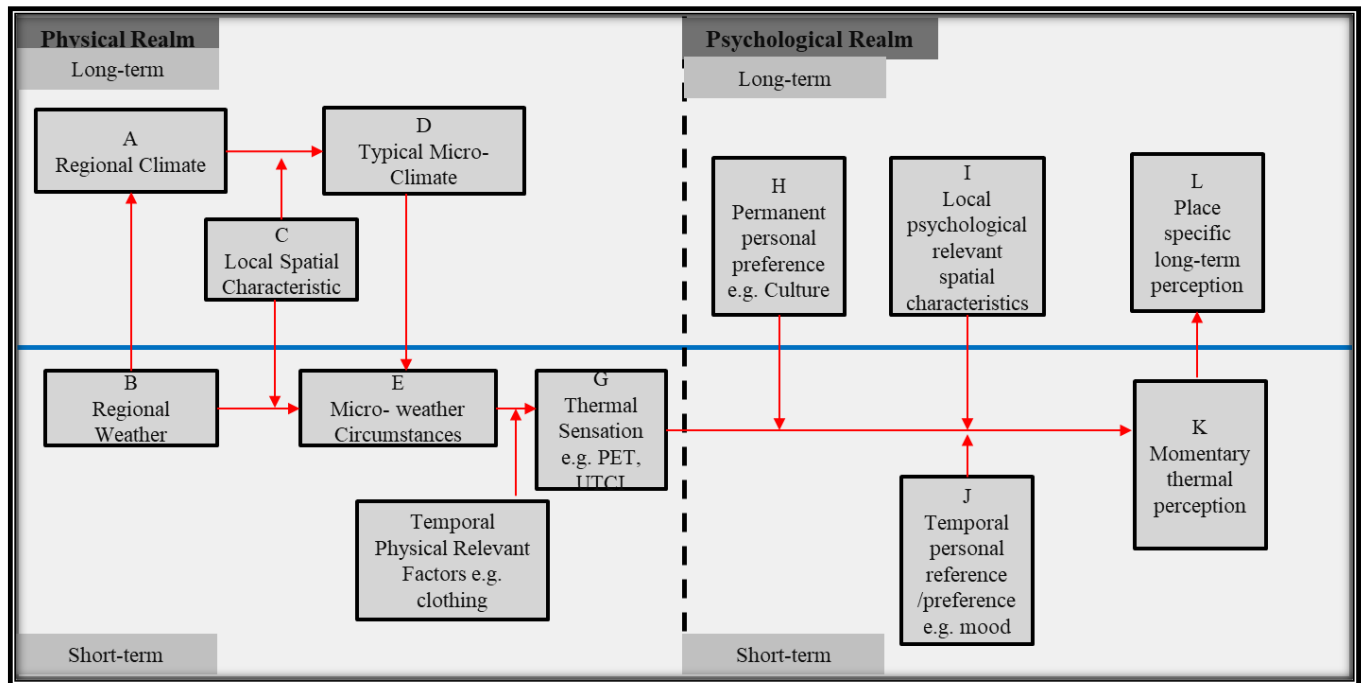 Physical Realm
Long-term
Psychological Realm
Long-term
A
Regional Climate
D
Typical Micro-
Climate
C
Local Spatial
Characteristic
H
Permanent
personal
preference
e.g. Culture
I
Local
psychological
relevant
spatial
characteristics
L
Place
specific
long-term
perception
B
Regional
Weather
E
Micro- weather
Circumstances
G
Thermal
Sensation
e.g. PET,
UTCI
Temporal
Physical Relevant
Factors e.g.
clothing
J
Temporal
personal
reference
/preference
e.g. mood
K
Momentary
thermal
perception
Short-term
Short-term